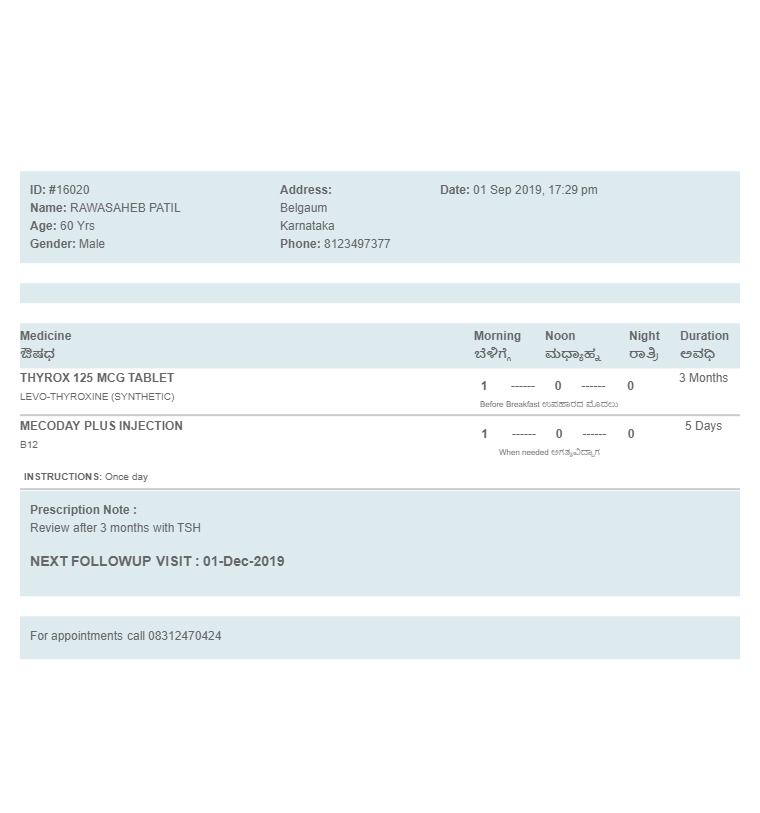 ID: #16020
Name: RAWASAHEB PATIL
Age: 60 Yrs
Gender: Male
Address:
Belgaum
Karnataka
Phone: 8123497377
Date: 01 Sep 2019, 17:29 pm
Medicine Morning Noon Night Duration
ಔಷಧ ಬೆಳಿಗ್ಗೆ ಮಧ್ಯಾಹ್ನ ರಾತ್ರಿ ಅವಧಿ
THYROX 125 MCG TABLET 1 ------ 0 ------ 0 3 Months
LEVO-THYROXINE (SYNTHETIC)
Before Breakfast ಉಪಹಾರದ ಮೊದಲು
MECODAY PLUS INJECTION 1 ------ 0 ------ 0 5 Days
B12
When needed ಅಗತ್ಯವಿದ್ದಾಗ
INSTRUCTIONS: Once day
Prescription Note :
Review after 3 months with TSH
NEXT FOLLOWUP VISIT : 01-Dec-2019
For appointments call 08312470424